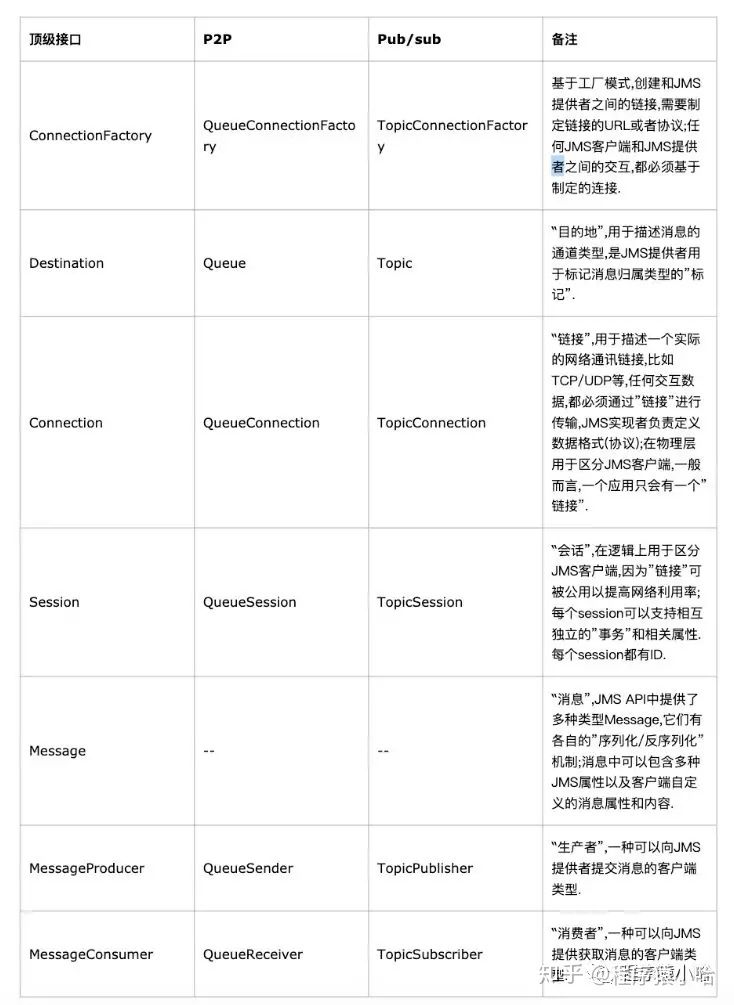 顶级接口
P2P
Pub/sub
备注
ConnectionFactory
QueueConnectionFacto
ry
TopicConnectionFactor
y
基于工厂模式,创建和JMS
提供者之间的链接,需要制
定链接的URL或者协议;任
何JMS客户端和JMS提供
者之间的交互,都必须基于
制定的连接.
Destination
Queue
Topic
“目的地”,用于描述消息的
通道类型,是JMS提供者用
于标记消息归属类型的”标
记”.
Connection
QueueConnection
TopicConnection
“链接”,用于描述一个实际
的网络通讯链接,比如
TCP/UDP等,任何交互数
据,都必须通过”链接”进行
传输,JMS实现者负责定义
数据格式(协议);在物理层
用于区分JMS客户端,一般
而言,一个应用只会有一个”
链接”.
Session
QueueSession
TopicSession
“会话”,在逻辑上用于区分
JMS客户端,因为”链接”可
被公用以提高网络利用率;
每个session可以支持相互
独立的”事务”和相关属性.
每个session都有ID.
Message
--
--
“消息”,JMS API中提供了
多种类型Message,它们有
各自的”序列化/反序列化”
机制;消息中可以包含多种
JMS属性以及客户端自定
义的消息属性和内容.
MessageProducer
QueueSender
TopicPublisher
“生产者”,一种可以向JMS
提供者提交消息的客户端
类型.
MessageConsumer
QueueReceiver
TopicSubscriber
“消费者”,一种可以向JMS
提供获取消息的客户端类
型.
知乎 @程序猿小哈